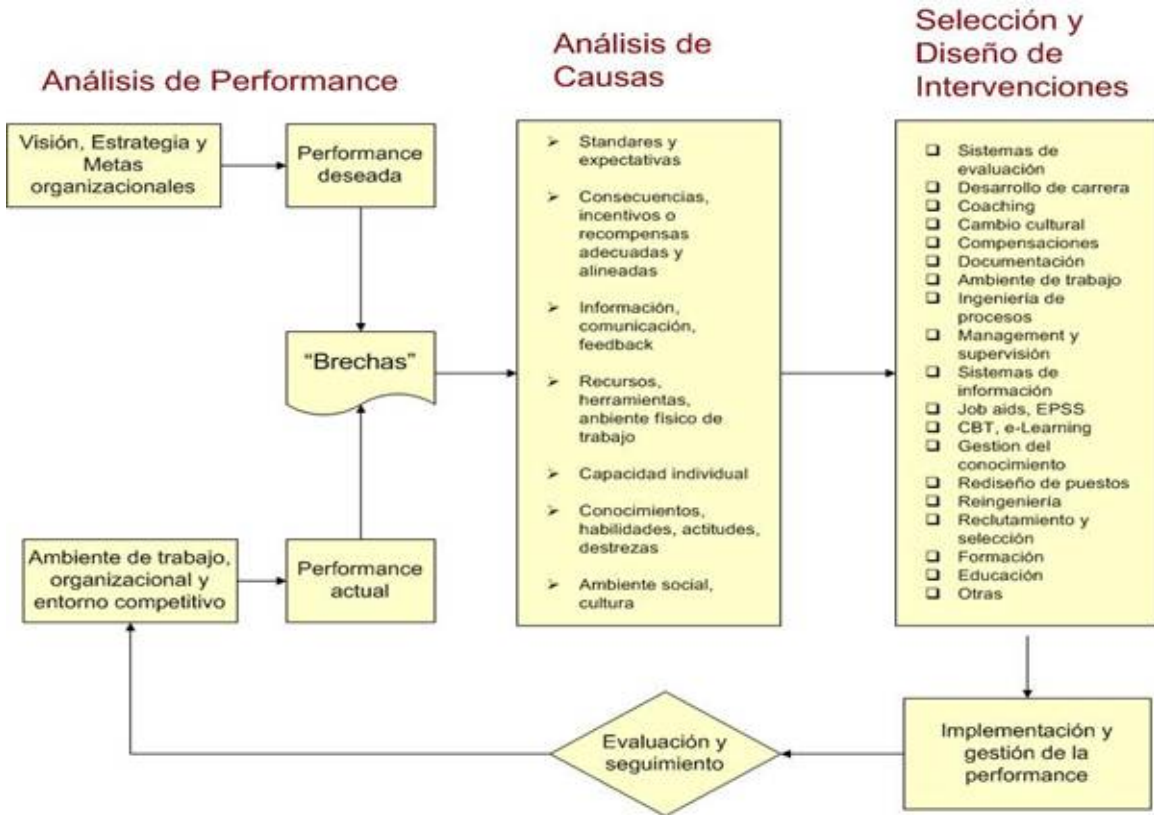 Análisis de Performance
Visión, Estrategia y
Metas
organizacionales
Performance
deseada
“Brechas”
Ambiente de trabajo,
organizacional y
entorno competitivo
Performance
actual
Análisis de
Causas
Standares y
expectativas
Consecuencias,
incentivos o
recompensas
adecuadas y
alineadas
Información,
comunicación,
feedback
Recursos,
herramientas,
anbiente físico de
trabajo
Capacidad individual
Conocimientos,
habilidades, actitudes,
destrezas
Ambiente social,
cultura
Selección y
Diseño de
Intervenciones
Sistemas de
evaluación
Desarrollo de carrera
Coaching
Cambio cultural
Compensaciones
Documentación
Ambiente de trabajo
Ingeniería de
procesos
Management y
supervisión
Sistemas de
información
Job aids, EPSS
CBT, e-Learning
Gestion del
conocimiento
Rediseño de puestos
Reingeniería
Reclutamiento y
selección
Formación
Educación
Otras
Implementación y
gestión de la
performance
Evaluación y
seguimiento